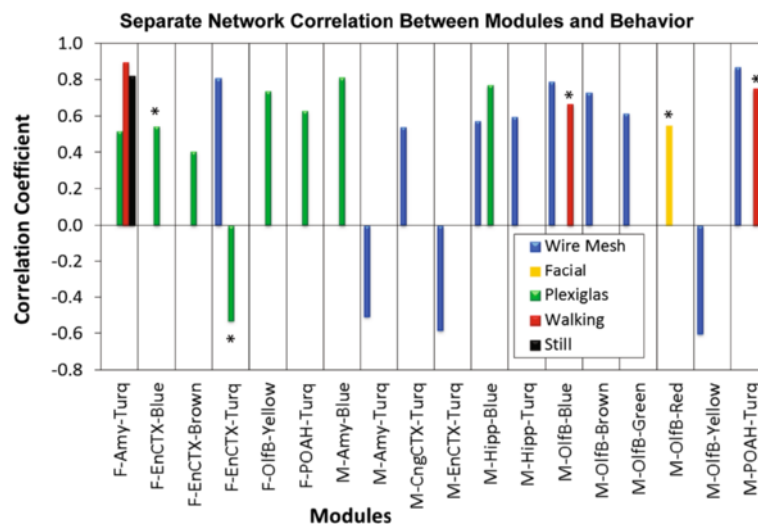 Separate Network Correlation Between Modules and Behavior
Correlation Coefficient
1.0
0.8
0.6
0.4
0.2
0.0
-0.2
-0.4
-0.6
-0.8
*
*
*
*
*
Wire Mesh
Facial
Plexiglas
Walking
Still
F-Amy-Turq
F-EnCTX-Blue
F-EnCTX-Brown
F-EnCTX-Turq
F-OlfB-Yellow
F-POAH-Turq
M-Amy-Blue
M-Amy-Turq
M-CngCTX-Turq
M-EnCTX-Turq
M-Hipp-Blue
M-Hipp-Turq
M-OlfB-Blue
M-OlfB-Brown
M-OlfB-Green
M-OlfB-Red
M-OlfB-Yellow
M-POAH-Turq
Modules